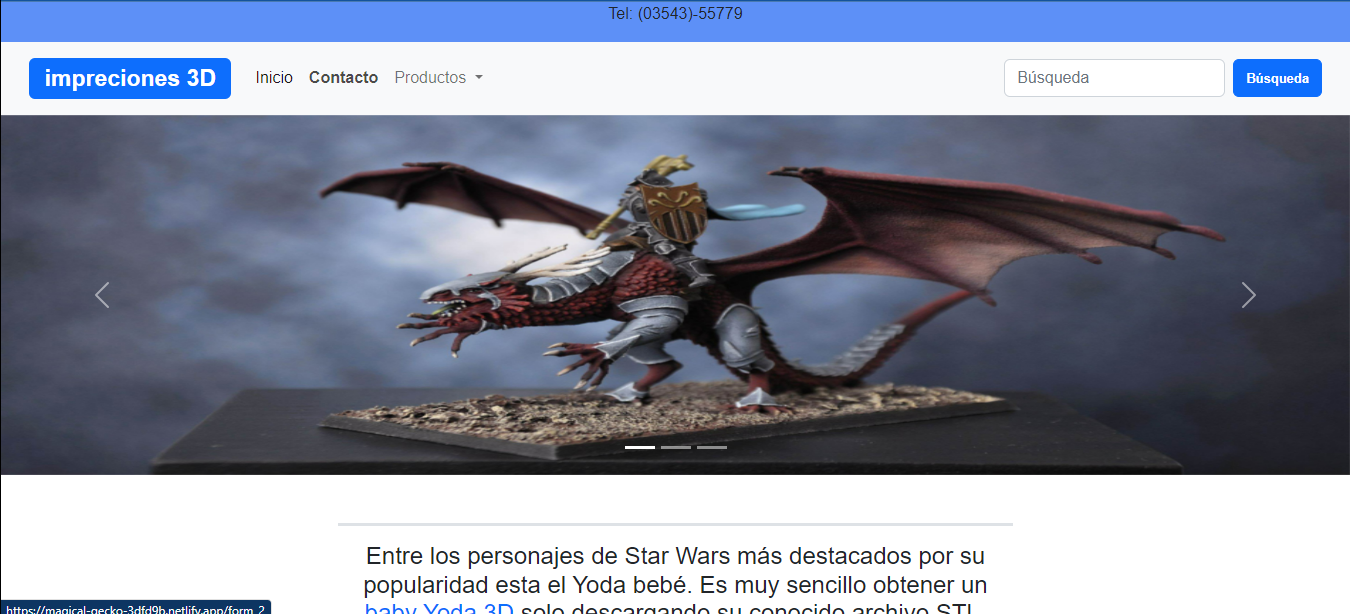 Tel: (03543)-55779
impreciones 3D Inicio Contacto Productos Búsqueda Búsqueda
Entre los personajes de Star Wars más destacados por su
popularidad esta el Yoda bebé. Es muy sencillo obtener un
baby Yoda 3D solo descargando su conocido archivo STL
https://magical-gecko-3dfd9b.netlify.app/form_2